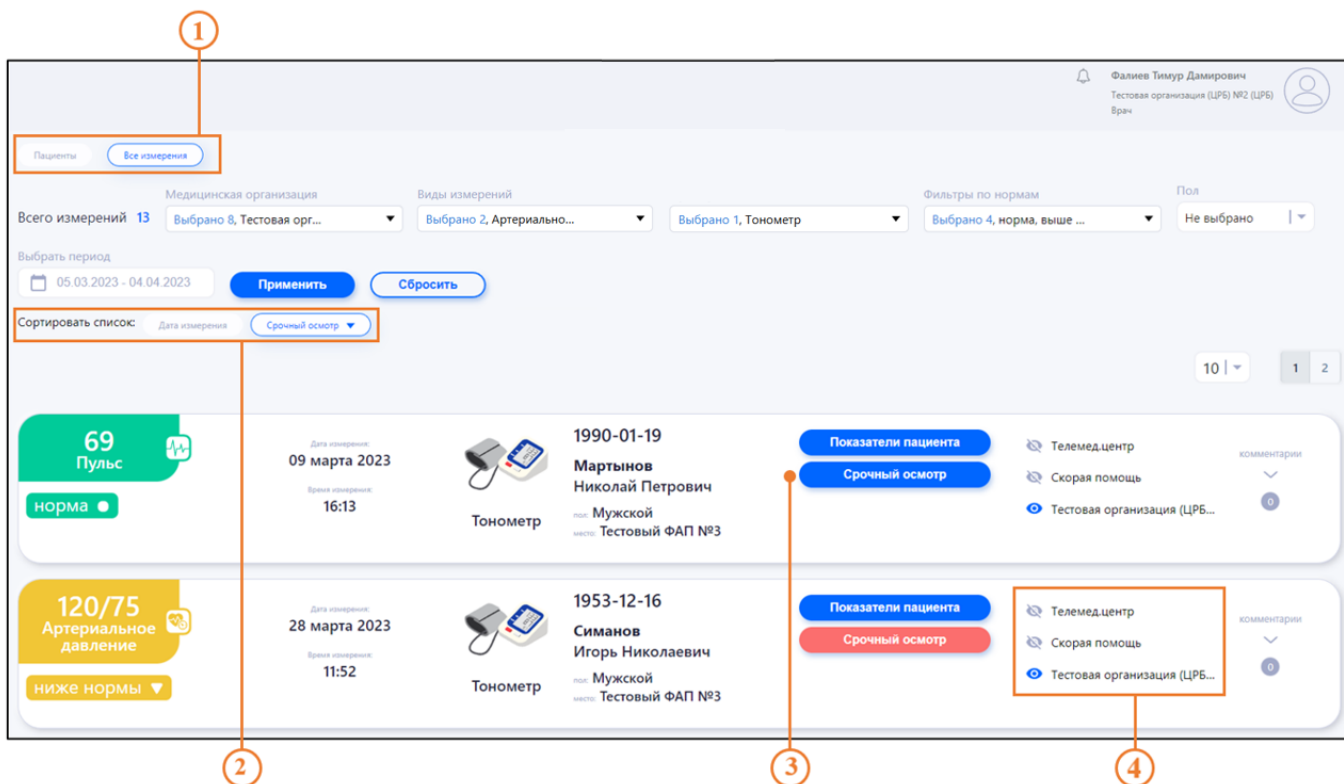 1
Фалиев Тимур Дамирович
Тестовая организация (ЦРБ) №2 (ЦРБ)
Врач
Пациенты
Все измерения
Медицинская организация
Виды измерений
Фильтры по нормам
Пол
Всего измерений 13
Выбрано 8, Тестовая орг...
Выбрано 2, Артериально...
Выбрано 1, Тонометр
Выбрано 4, норма, выше ...
Не выбрано
Выбрать период
05.03.2023 - 04.04.2023
Применить
Сбросить
Сортировать список:
Дата измерения
Срочный осмотр
10
1 2
69
Пульс
норма
Дата измерения:
09 марта 2023
Время измерения:
16:13
Тонометр
1990-01-19
Мартынов
Николай Петрович
пол: Мужской
место: Тестовый ФАП №3
Показатели пациента
Срочный осмотр
Телемед.центр
Скорая помощь
Тестовая организация (ЦРБ...
комментарии
0
120/75
Артериальное
давление
ниже нормы
Дата измерения:
28 марта 2023
Время измерения:
11:52
Тонометр
1953-12-16
Симанов
Игорь Николаевич
пол: Мужской
место: Тестовый ФАП №3
Показатели пациента
Срочный осмотр
Телемед.центр
Скорая помощь
Тестовая организация (ЦРБ...
комментарии
0
2
3
4